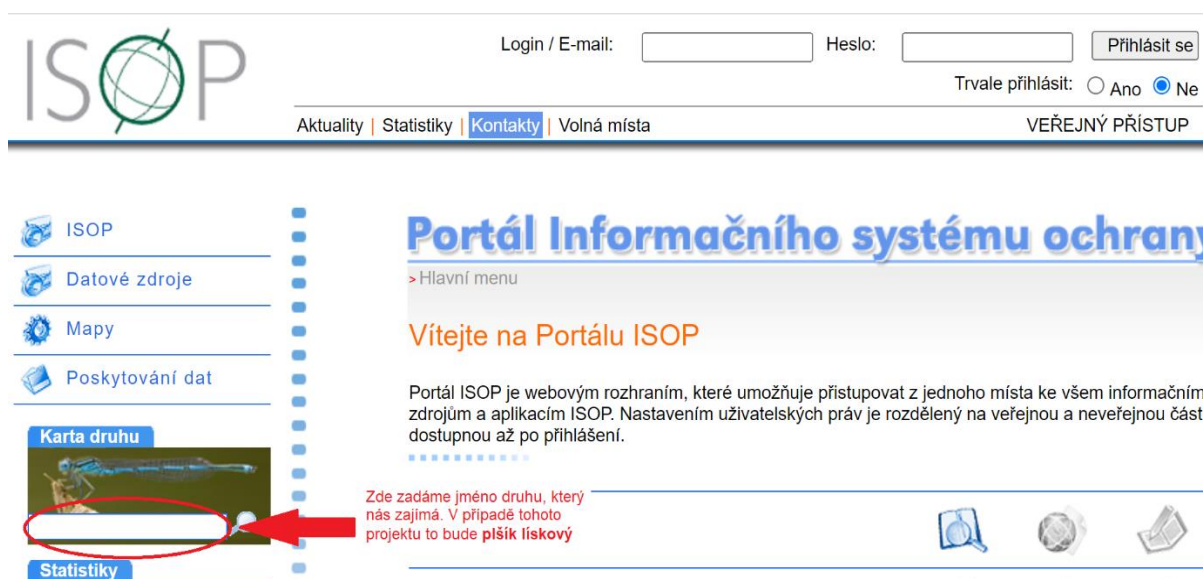 ISOP
Login / E-mail:
Heslo:
Přihlásit se
Trvale přihlásit: Ano Ne
Aktuality | Statistiky | Kontakty | Volná místa
VEŘEJNÝ PŘÍSTUP
ISOP
Datové zdroje
Mapy
Poskytování dat
Karta druhu
Statistiky
Portál Informačního systému ochrany
>Hlavní menu
Vítejte na Portálu ISOP
Portál ISOP je webovým rozhraním, které umožňuje přistupovat z jednoho místa ke všem informačním
zdrojům a aplikacím ISOP. Nastavením uživatelských práv je rozdělený na veřejnou a neveřejnou část
dostupnou až po přihlášení.
Zde zadáme jméno druhu, který
nás zajímá. V případě tohoto
projektu to bude plšík lískový